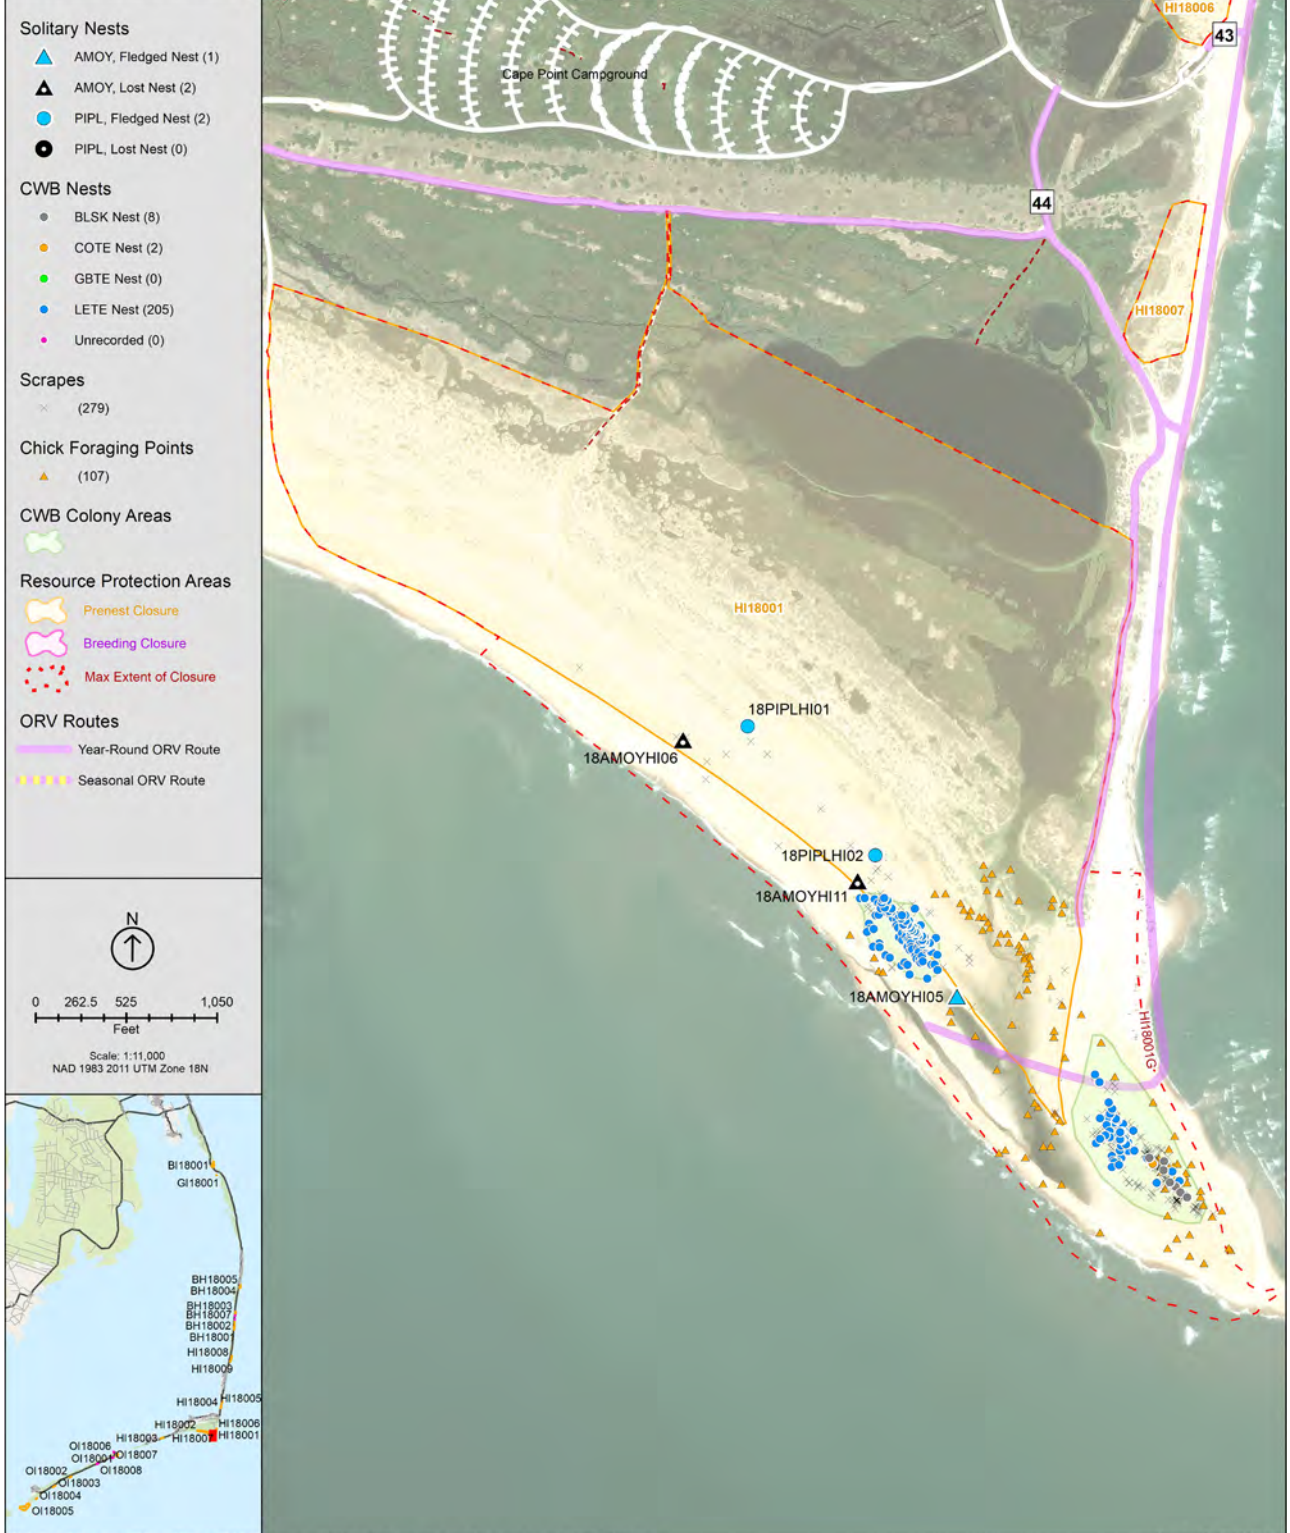 Solitary Nests
AMOY, Fledged Nest (1)
AMOY, Lost Nest (2)
PIPL, Fledged Nest (2)
PIPL, Lost Nest (0)
CWB Nests
BLSK Nest (8)
COTE Nest (2)
GBTE Nest (0)
LETE Nest (205)
Unrecorded (0)
Scrapes
(279)
Chick Foraging Points
(107)
CWB Colony Areas
Resource Protection Areas
Prenest Closure
Breeding Closure
Max Extent of Closure
ORV Routes
Year-Round ORV Route
Seasonal ORV Route
N
0 262.5 525 1,050
Feet
Scale: 1:11,000
NAD 1983 2011 UTM Zone 18N
BI18001
GI18001
BH18005
BH18004
BH18003
BH18007
BH18002
BH18001
HI18008
HI18009
HI18004
HI18005
HI18002
HI18006
HI18003
HI18007
HI18001
OI18006
OI18007
OI18001
OI18008
OI18002
OI18003
OI18004
OI18005
HI18006
43
Cape Point Campground
44
HI18007
HI18001
18PIPLHI01
18AMOYHI06
18PIPLHI02
18AMOYHI11
18AMOYHI05
HI18001G